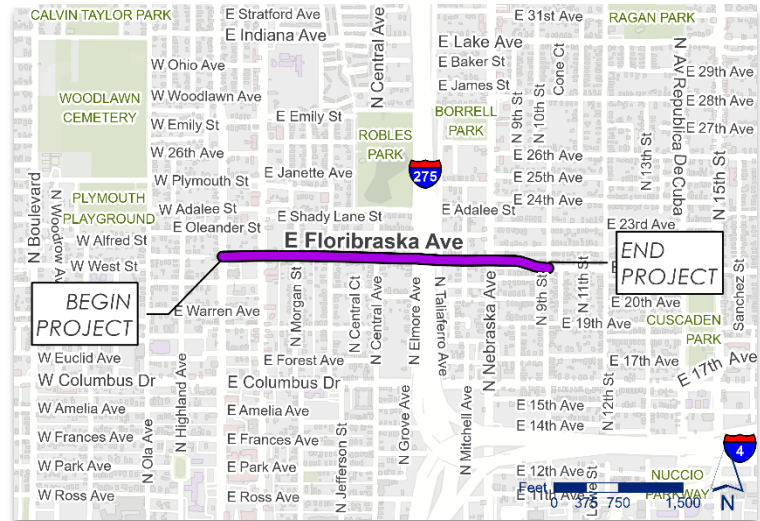 CALVIN TAYLOR PARK
E Stratford Ave
E Indiana Ave
N Central Ave
E 31st Ave
RAGAN PARK
E Lake Ave
E Baker St
E James St
Cone Ct
N Av Republica DeCuba
W Ohio Ave
W Woodlawn Ave
W Emily St
W 26th Ave
W Plymouth St
W Adalee St
WOODLAWN
CEMETERY
E Emily St
ROBLES
PARK
BORRELL
PARK
N 9th St
N 10th St
E 29th Ave
E 28th Ave
E 27th Ave
E 26th Ave
E 25th Ave
E 24th Ave
N 13th St
N 15th St
E Janette Ave
275
PLYMOUTH
PLAYGROUND
N Boulevard
N Woodrow Av
E Shady Lane St
E Adalee St
E Oleander St
W Alfred St
W West St
E 23rd Ave
E Floribraska Ave
END
PROJECT
BEGIN
PROJECT
E
E Warren Ave
N Morgan St
N Central Ct
N Central Ave
N Elmore Ave
N Taliaferro Ave
N Nebraska Ave
N 9th St
N 11th St
E 20th Ave
E 19th Ave
CUSCADEN
PARK
Sanchez St
W Euclid Ave
E Forest Ave
E 17th Ave
E 17th Ave
W Columbus Dr
E Columbus Dr
N Highland Ave
W Amelia Ave
E Amelia Ave
E 15th Ave
E 14th Ave
N 12th St
W Frances Ave
E Frances Ave
N Ola Ave
N Jefferson St
N Grove Ave
N Mitchell Ave
W Park Ave
E Park Ave
W Ross Ave
E Ross Ave
4
E 12th Ave
E 11th Ave
NUCCIO
PARKWAY
Feet
0 375 750 1,500
N